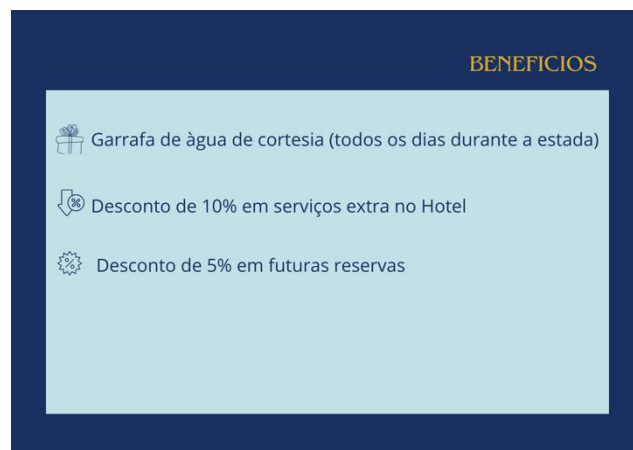 BENEFICIOS
Garrafa de àgua de cortesia (todos os dias durante a estada)
Desconto de 10% em serviços extra no Hotel
Desconto de 5% em futuras reservas